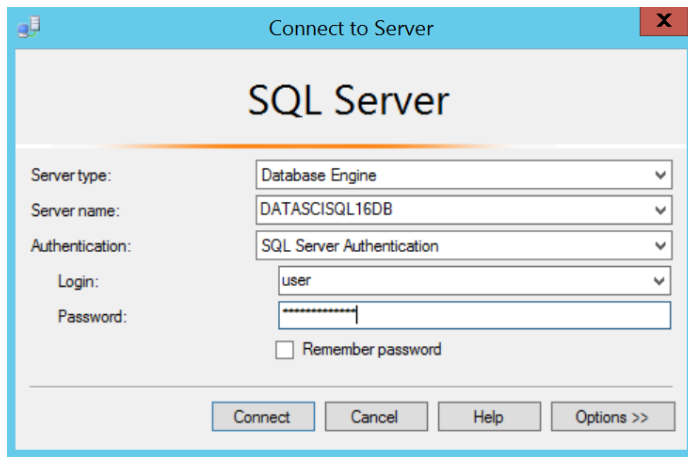 Connect to Server
X
SQL Server
Server type: Database Engine
Server name: DATASCISQL16DB
Authentication: SQL Server Authentication
Login: user
Password: *************
Remember password
Connect Cancel Help Options >>